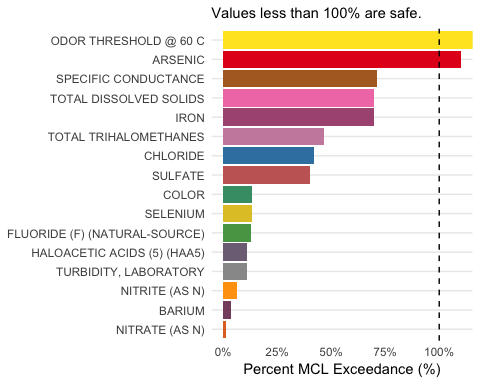 Values less than 100% are safe.
ODOR THRESHOLD @ 60 C
ARSENIC
SPECIFIC CONDUCTANCE
TOTAL DISSOLVED SOLIDS
IRON
TOTAL TRIHALOMETHANES
CHLORIDE
SULFATE
COLOR
SELENIUM
FLUORIDE (F) (NATURAL-SOURCE)
HALOACETIC ACIDS (5) (HAA5)
TURBIDITY, LABORATORY
NITRITE (AS N)
BARIUM
NITRATE (AS N)
0% 25% 50% 75% 100%
Percent MCL Exceedance (%)